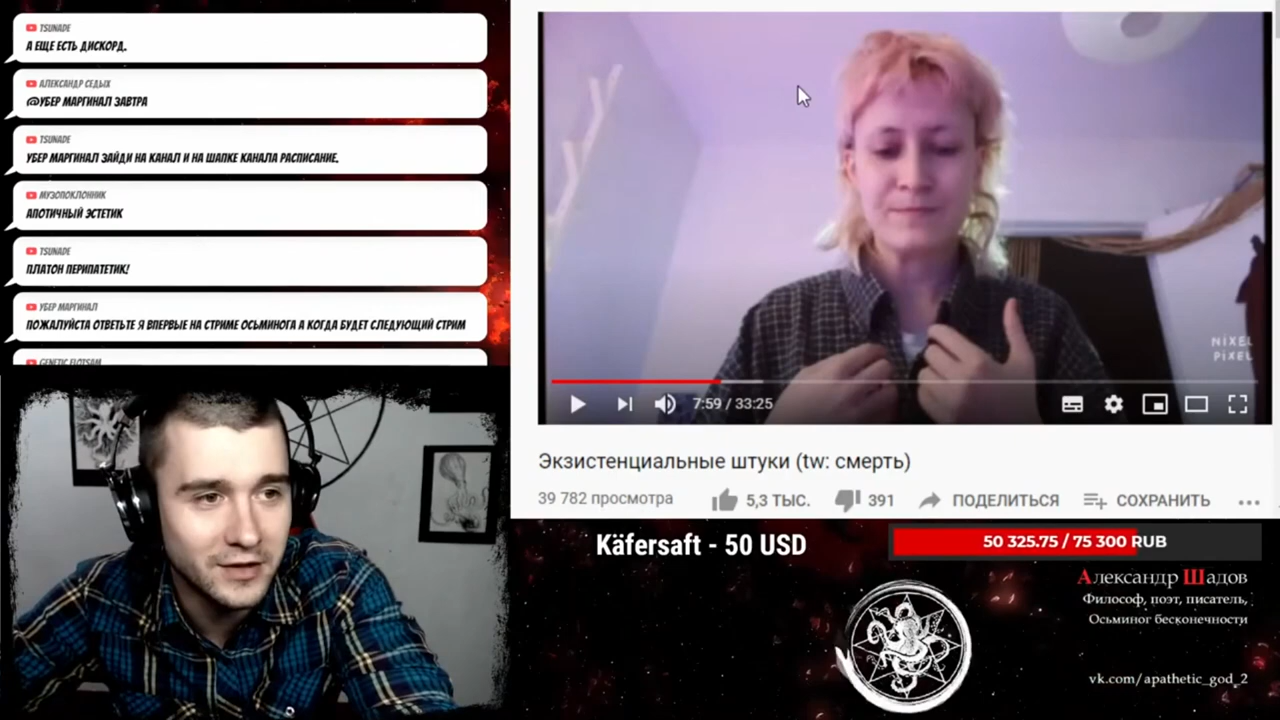 TSUNADE
А ЕЩЕ ЕСТЬ ДИСКОРД.
АЛЕКСАНДР СЕДЫХ
@УБЕР МАРГИНАЛ ЗАВТРА
TSUNADE
УБЕР МАРГИНАЛ ЗАЙДИ НА КАНАЛ И НА ШАПКЕ КАНАЛА РАСПИСАНИЕ.
МУЗОПОКЛОННИК
АПОТИЧНЫЙ ЭСТЕТИК
TSUNADE
ПЛАТОН ПЕРИПАТЕТИК!
УБЕР МАРГИНАЛ
ПОЖАЛУЙСТА ОТВЕТЬТЕ Я ВПЕРВЫЕ НА СТРИМЕ ОСЬМИНОГА А КОГДА БУДЕТ СЛЕДУЮЩИЙ СТРИМ
GENETIC FLOTSAM
NIXEL
PIXEL
7:59 / 33:25
Экзистенциальные штуки (tw: смерть)
39 782 просмотра
5,3 ТЫС.
391
ПОДЕЛИТЬСЯ
СОХРАНИТЬ
Käfersaft - 50 USD
50 325.75 / 75 300 RUB
Александр Шадов
Философ, поэт, писатель,
Осьминог бесконечности
vk.com/apathetic_god_2